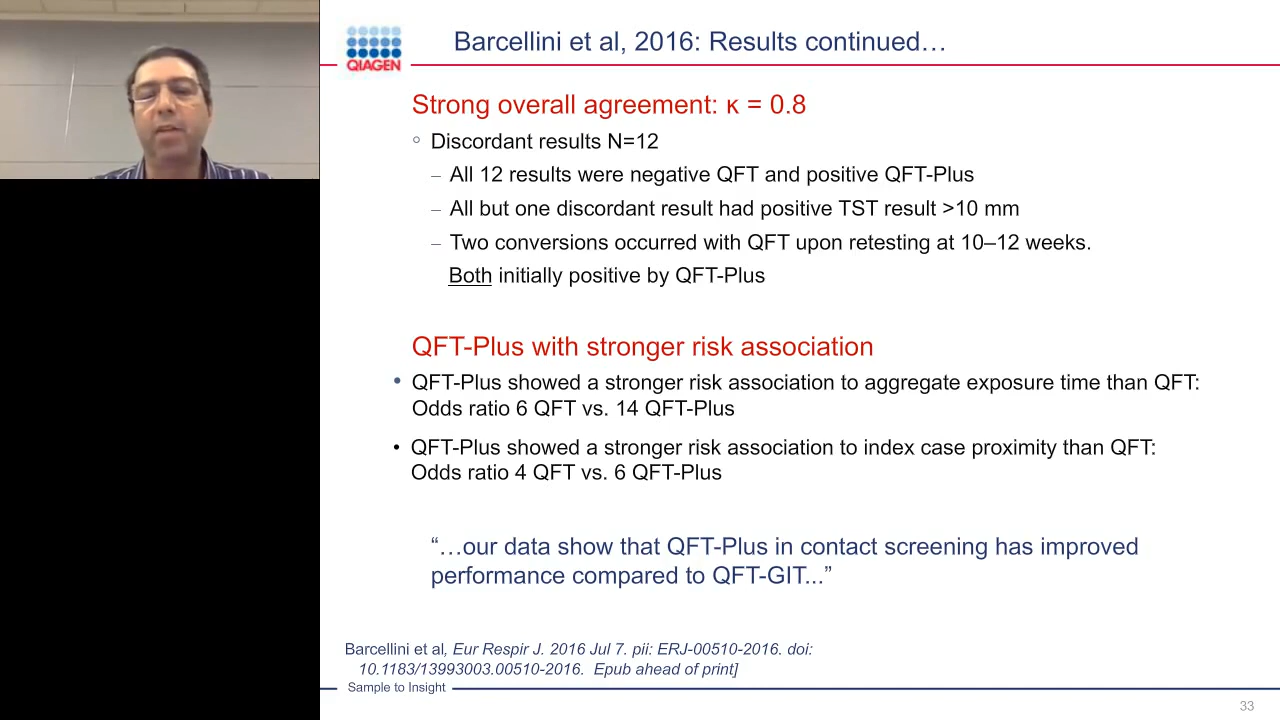 Barcellini et al, 2016: Results continued…
QIAGEN
Strong overall agreement: κ = 0.8
◦ Discordant results N=12
– All 12 results were negative QFT and positive QFT-Plus
– All but one discordant result had positive TST result >10 mm
– Two conversions occurred with QFT upon retesting at 10–12 weeks.
Both initially positive by QFT-Plus
QFT-Plus with stronger risk association
• QFT-Plus showed a stronger risk association to aggregate exposure time than QFT:
Odds ratio 6 QFT vs. 14 QFT-Plus
• QFT-Plus showed a stronger risk association to index case proximity than QFT:
Odds ratio 4 QFT vs. 6 QFT-Plus
“…our data show that QFT-Plus in contact screening has improved
performance compared to QFT-GIT...”
Barcellini et al, Eur Respir J. 2016 Jul 7. pii: ERJ-00510-2016. doi:
10.1183/13993003.00510-2016. Epub ahead of print]
Sample to Insight
33